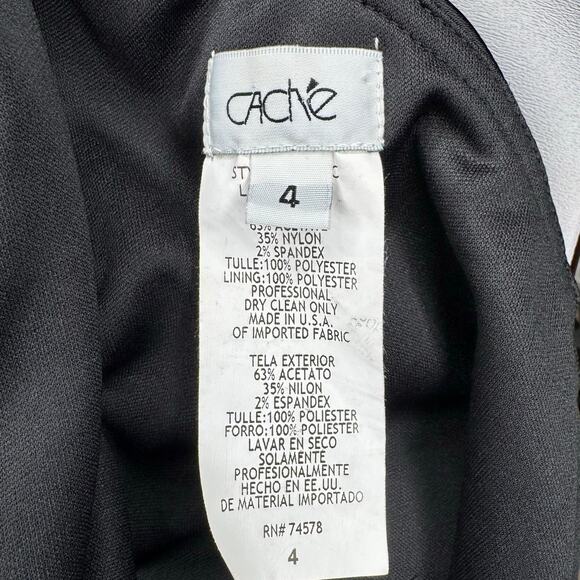 CACHé
4
63% ACETATE
35% NYLON
2% SPANDEX
TULLE:100% POLYESTER
LINING:100% POLYESTER
PROFESSIONAL
DRY CLEAN ONLY
MADE IN U.S.A.
OF IMPORTED FABRIC
TELA EXTERIOR
63% ACETATO
35% NILON
2% ESPANDEX
TULLE:100% POLIESTER
FORRO:100% POLIESTER
LAVAR EN SECO
SOLAMENTE
PROFESIONALMENTE
HECHO EN EE.UU.
DE MATERIAL IMPORTADO
RN# 74578
4